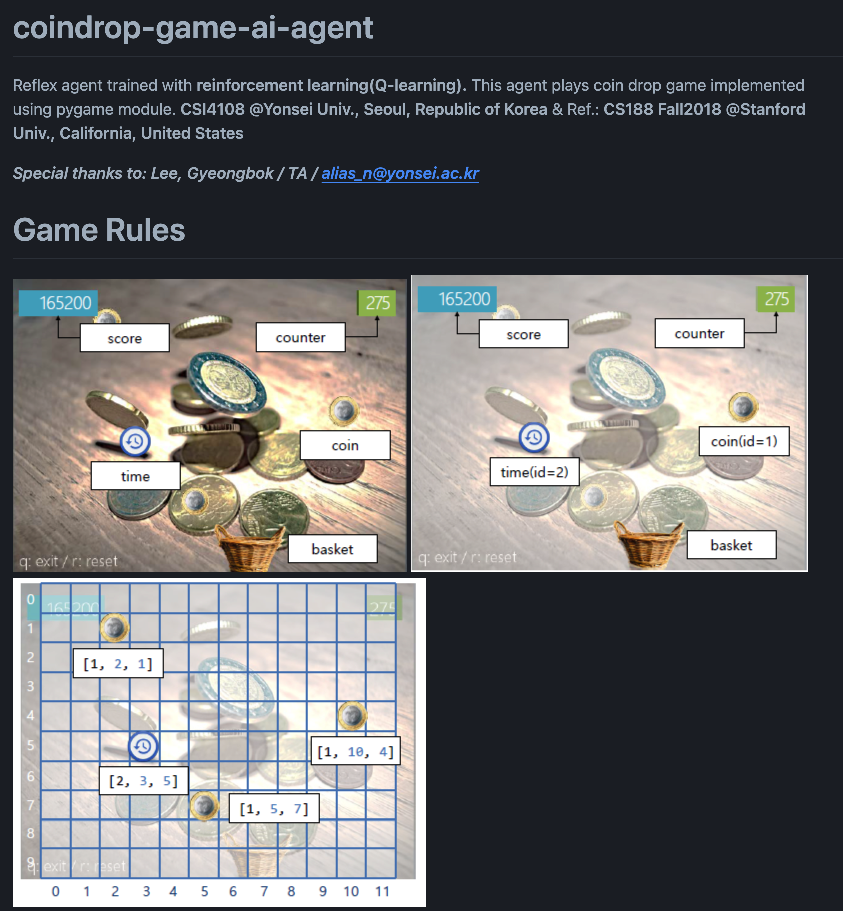 coindrop-game-ai-agent
Reflex agent trained with reinforcement learning(Q-learning). This agent plays coin drop game implemented
using pygame module. CSI4108 @Yonsei Univ., Seoul, Republic of Korea & Ref.: CS188 Fall2018 @Stanford
Univ., California, United States
Special thanks to: Lee, Gyeongbok / TA / alias_n@yonsei.ac.kr
Game Rules
165200
275
score
counter
coin
time
basket
q: exit / r: reset
165200
275
score
counter
coin(id=1)
time(id=2)
basket
q: exit / r: reset
165200
275
0
1
2
3
4
5
6
7
8
9
[1, 2, 1]
[1, 10, 4]
[2, 3, 5]
[1, 5, 7]
q: exit / r: reset
0 1 2 3 4 5 6 7 8 9 10 11